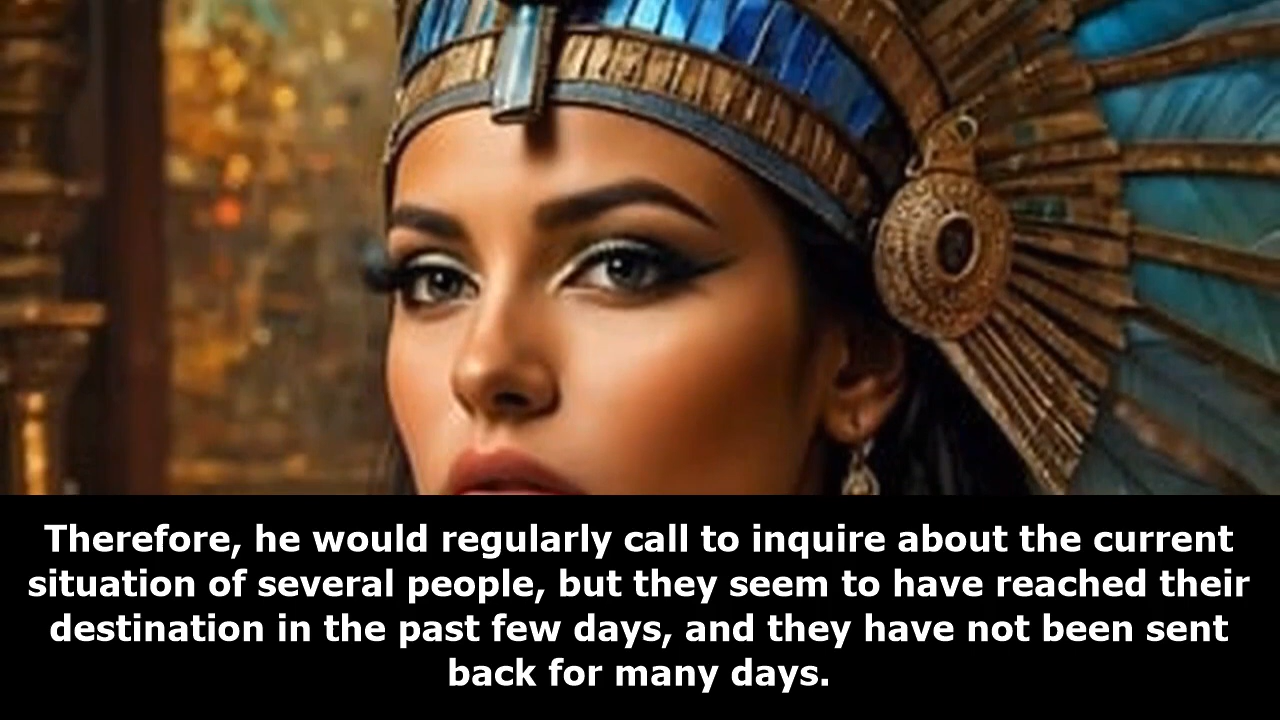 Therefore, he would regularly call to inquire about the current
situation of several people, but they seem to have reached their
destination in the past few days, and they have not been sent
back for many days.